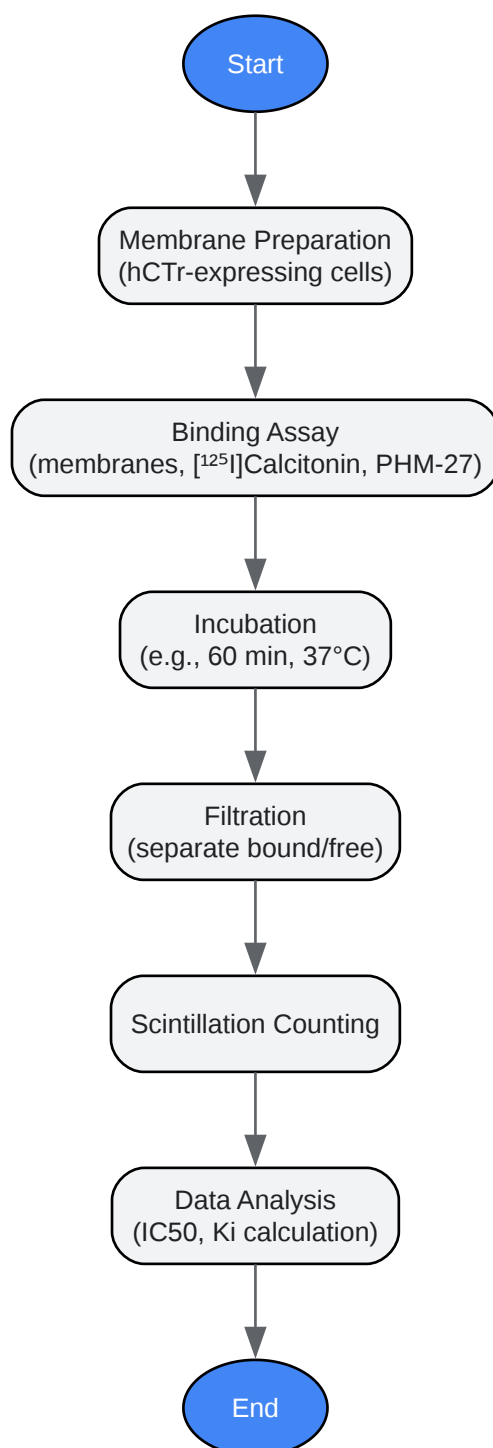 Start
Membrane Preparation
(hCTr-expressing cells)
Binding Assay
(membranes, [¹²⁵I]Calcitonin, PHM-27)
Incubation
(e.g., 60 min, 37°C)
Filtration
(separate bound/free)
Scintillation Counting
Data Analysis
(IC50, Ki calculation)
End